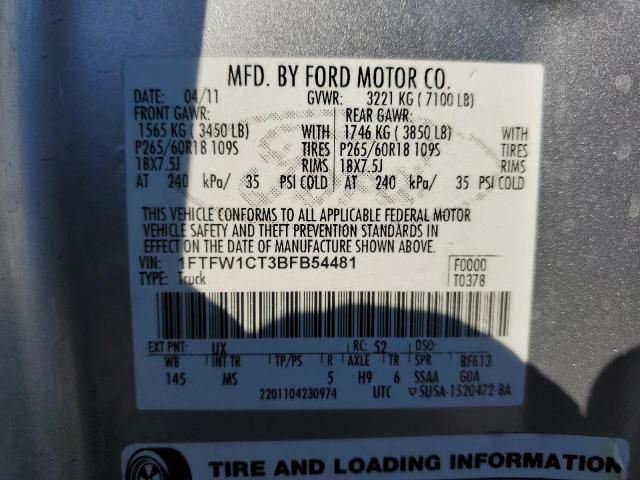 MFD. BY FORD MOTOR CO.
DATE: 04/11 GVWR: 3221 KG ( 7100 LB)
FRONT GAWR: REAR GAWR:
1565 KG ( 3450 LB) WITH 1746 KG ( 3850 LB) WITH
P265/60R18 109S TIRES P265/60R18 109S TIRES
18X7.5J RIMS 18X7.5J RIMS
AT 240 kPa/ 35 PSI COLD AT 240 kPa/ 35 PSI COLD
THIS VEHICLE CONFORMS TO ALL APPLICABLE FEDERAL MOTOR
VEHICLE SAFETY AND THEFT PREVENTION STANDARDS IN
EFFECT ON THE DATE OF MANUFACTURE SHOWN ABOVE.
VIN: 1FTFW1CT3BFB54481 F0000
TYPE: Truck T0378
EXT PNT: UX RC: 52 DSO:
WB INT TR TP/PS R AXLE TR SPR BF613
145 MS 5 H9 6 SSAA GOA
2201104230974 UTC ▽5USA-1520472-BA
TIRE AND LOADING INFORMATION